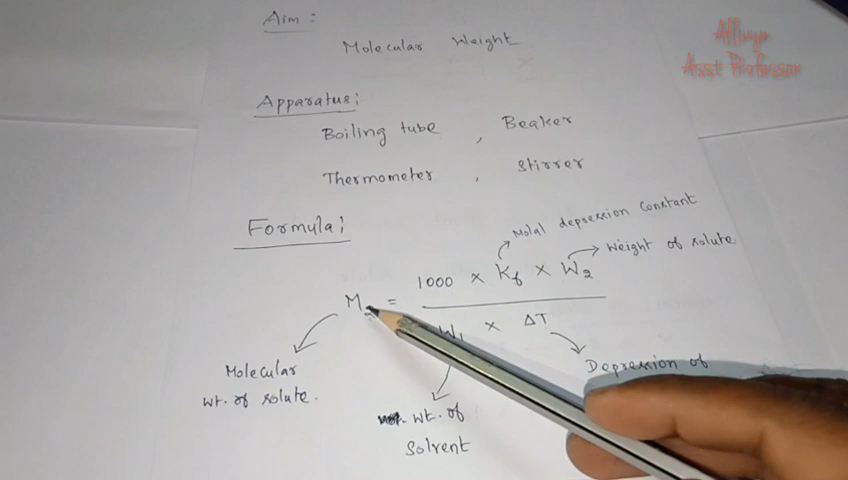 Aim :
Molecular Weight
Apparatus :
Boiling tube , Beaker
Thermometer , Stirrer
Formula :
Molal depression constant
Weight of solute.
1000 × Kf × W2
M2 =
W1 × ΔT
Molecular
wt. of solute.
wt. of
Solvent
Depression of
Asst Professor